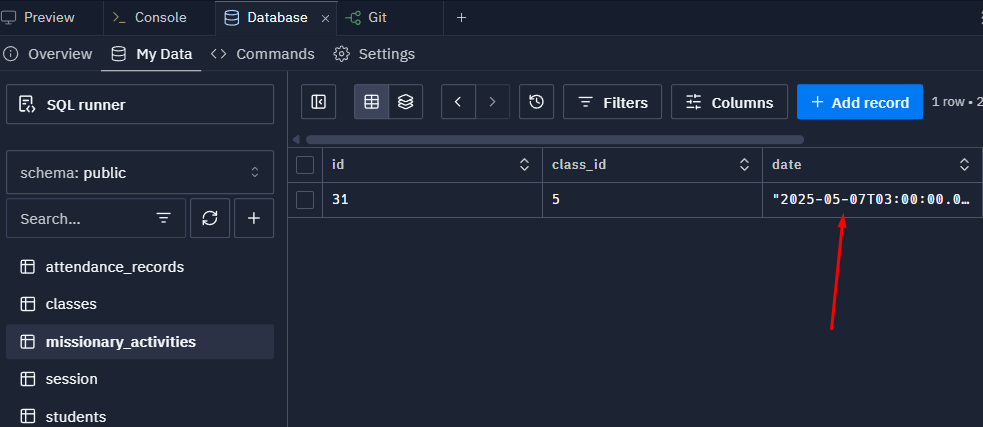 Preview Console Database × Git +
Overview My Data Commands Settings
SQL runner
Filters Columns + Add record 1 row • 2
schema: public
id class_id date
Search...
31 5 "2025-05-07T03:00:00.0…
attendance_records
classes
missionary_activities
session
students